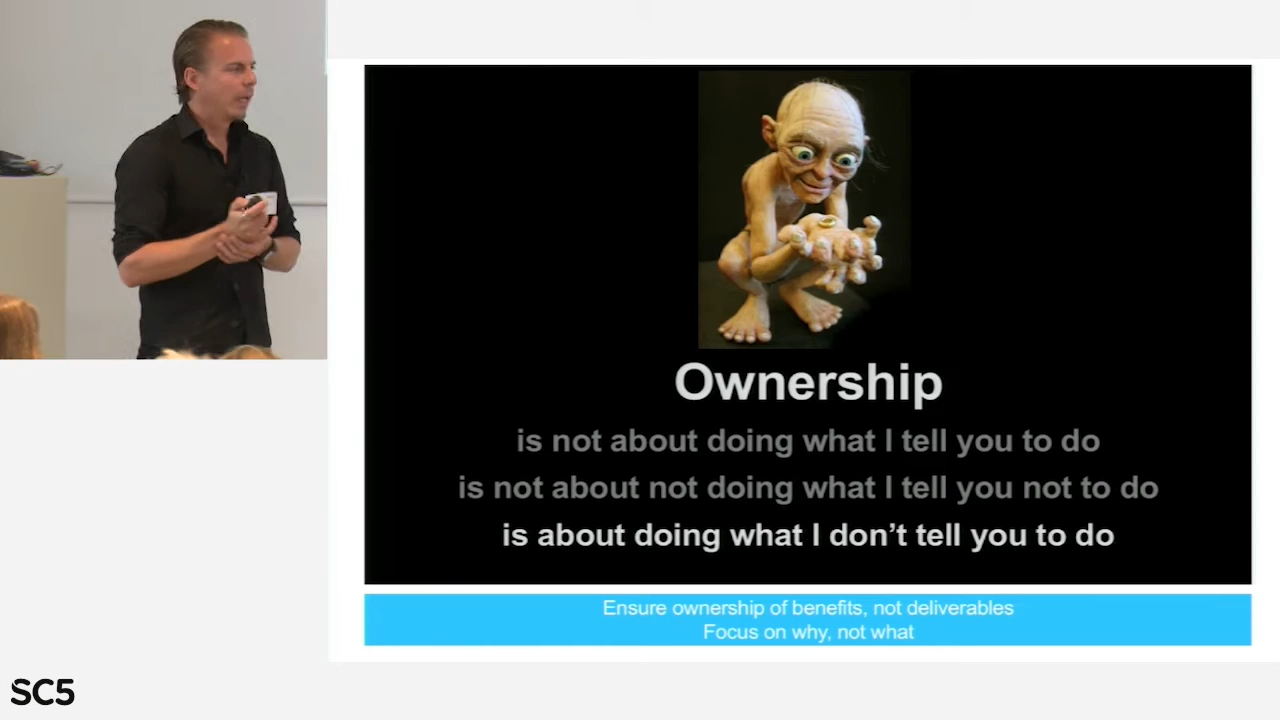 Ownership
is not about doing what I tell you to do
is not about not doing what I tell you not to do
is about doing what I don’t tell you to do
Ensure ownership of benefits, not deliverables
Focus on why, not what
SC5